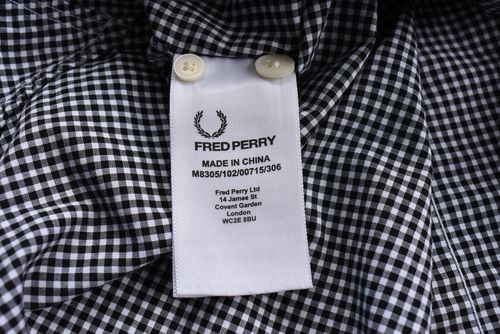 FRED PERRY
MADE IN CHINA
M8305/102/00715/306
Fred Perry Ltd
14 James St
Covent Garden
London
WC2E 8BU